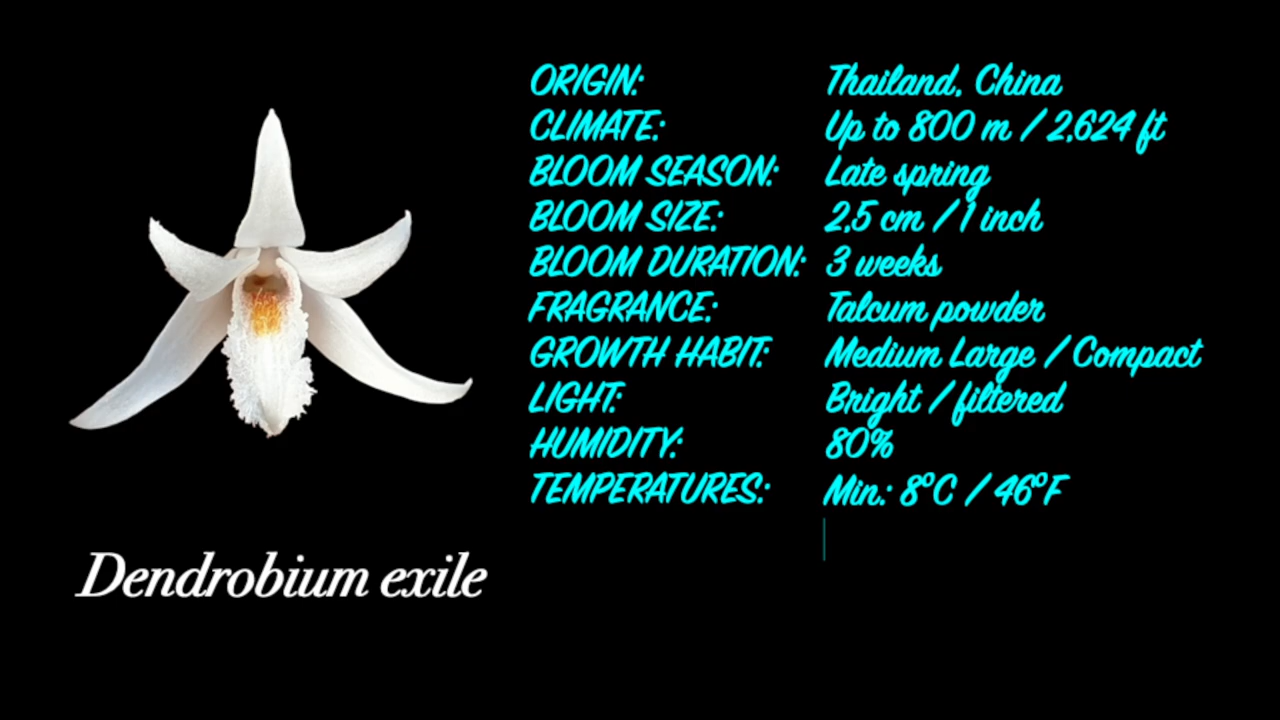 ORIGIN: Thailand, China
CLIMATE: Up to 800 m / 2,624 ft
BLOOM SEASON: Late spring
BLOOM SIZE: 2,5 cm / 1 inch
BLOOM DURATION: 3 weeks
FRAGRANCE: Talcum powder
GROWTH HABIT: Medium Large / Compact
LIGHT: Bright / filtered
HUMIDITY: 80%
TEMPERATURES: Min.: 8°C / 46°F
Dendrobium exile